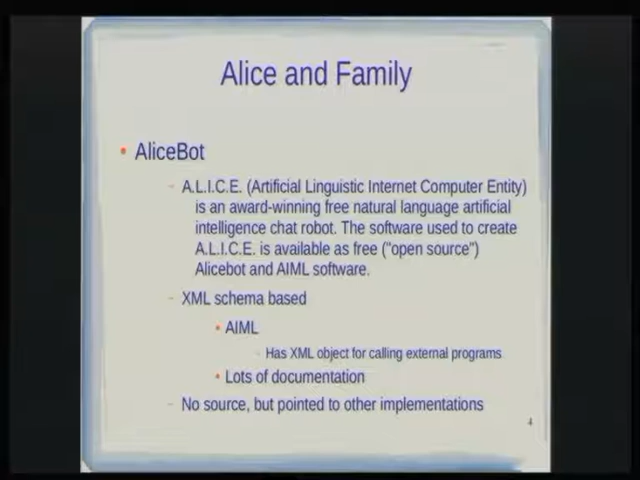 Alice and Family
• AliceBot
– A.L.I.C.E. (Artificial Linguistic Internet Computer Entity)
is an award-winning free natural language artificial
intelligence chat robot. The software used to create
A.L.I.C.E. is available as free ("open source")
Alicebot and AIML software.
– XML schema based
• AIML
– Has XML object for calling external programs
• Lots of documentation
– No source, but pointed to other implementations
4